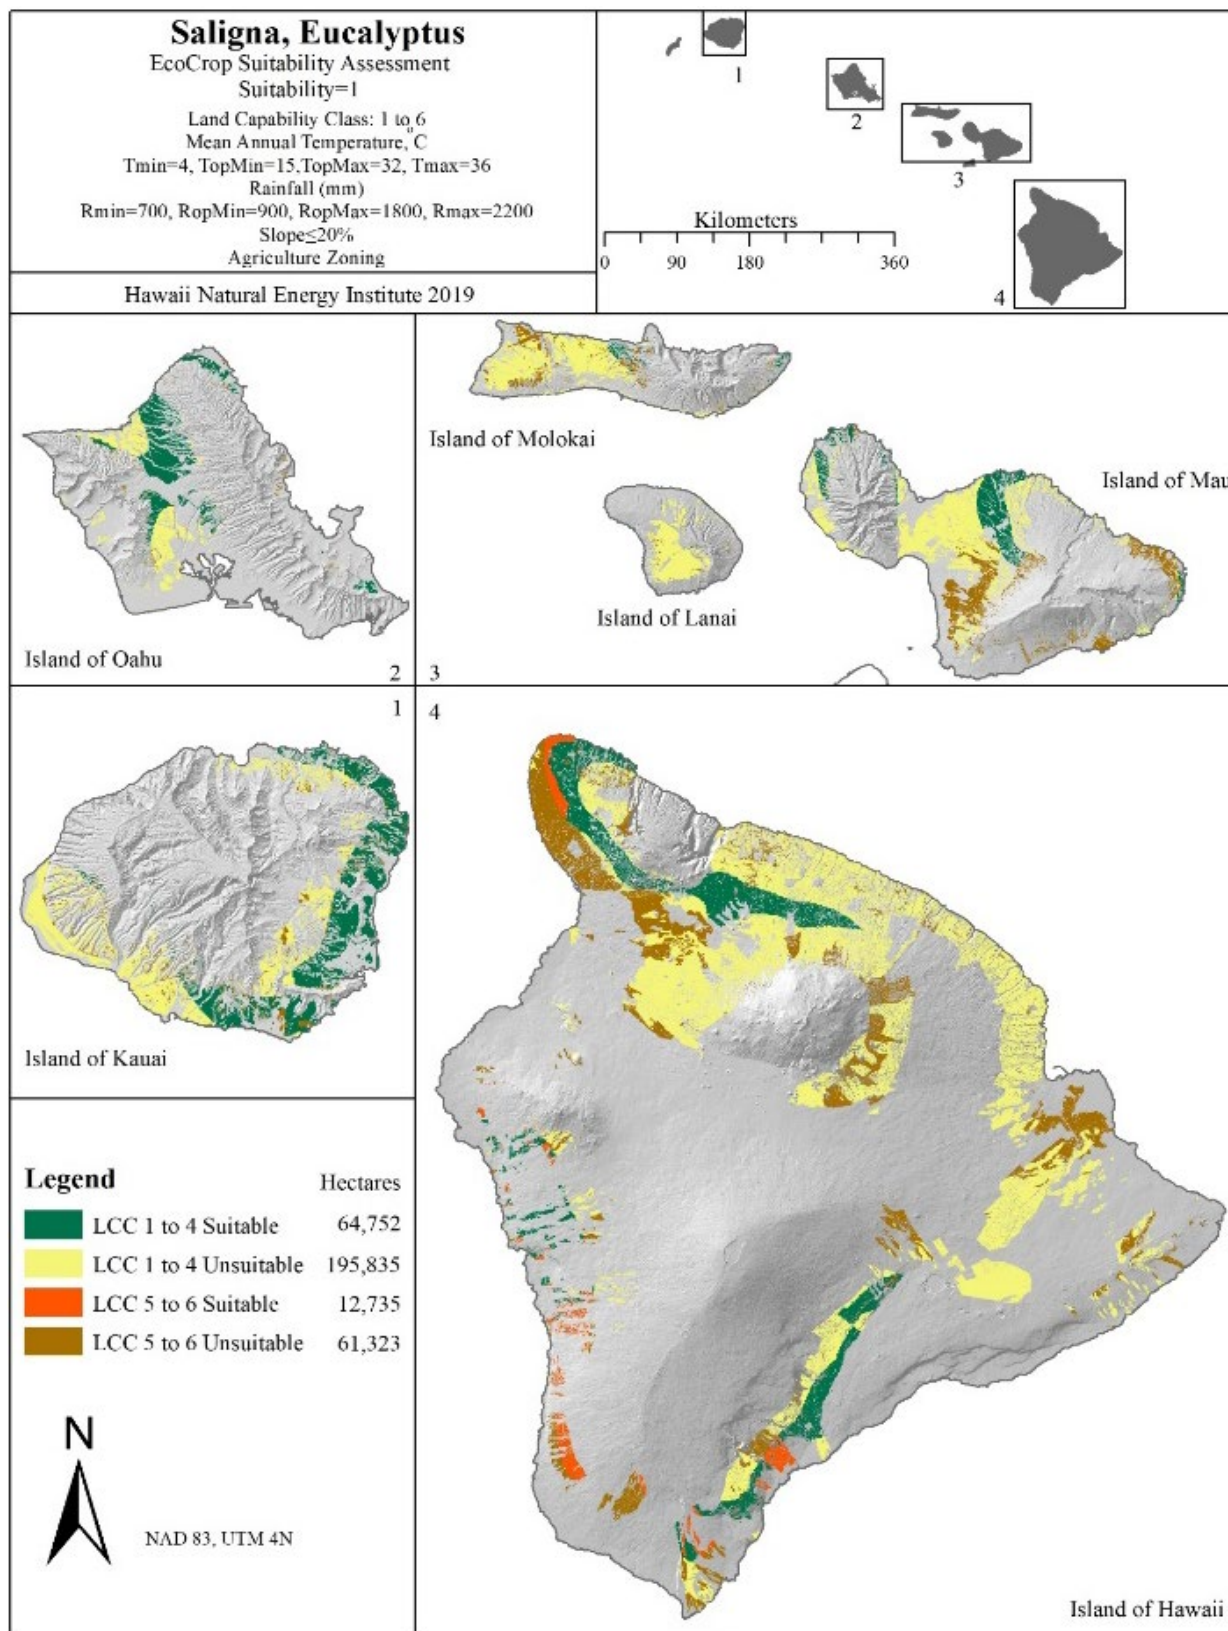 Saligna, Eucalyptus
EcoCrop Suitability Assessment
Suitability=1
Land Capability Class: 1 to 6
Mean Annual Temperature,°C
Tmin=4, TopMin=15,TopMax=32, Tmax=36
Rainfall (mm)
Rmin=700, RopMin=900, RopMax=1800, Rmax=2200
Slope≤20%
Agriculture Zoning
Hawaii Natural Energy Institute 2019
1
2
3
4
Kilometers
0 90 180 360
Island of Oahu
2
Island of Molokai
Island of Lanai
Island of Mau
3
1
Island of Kauai
4
Island of Hawaii
Legend Hectares
LCC 1 to 4 Suitable 64,752
LCC 1 to 4 Unsuitable 195,835
LCC 5 to 6 Suitable 12,735
LCC 5 to 6 Unsuitable 61,323
N
NAD 83, UTM 4N